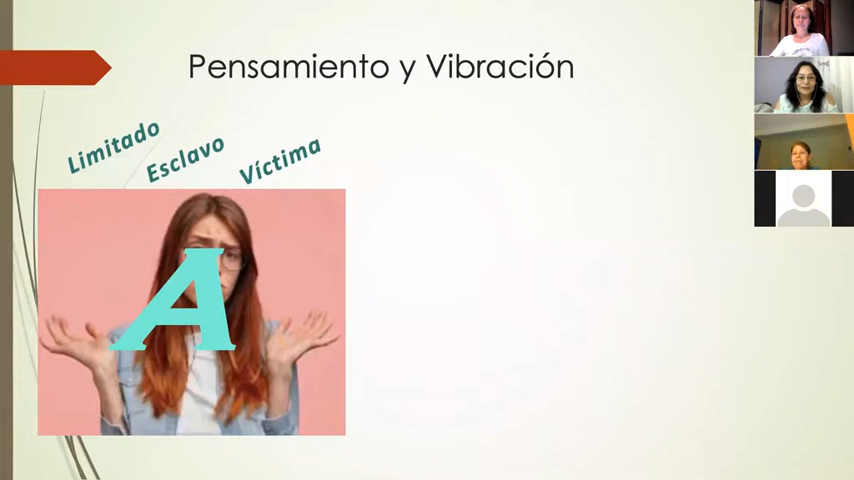 Pensamiento y Vibración
Limitado
Esclavo
Víctima
A